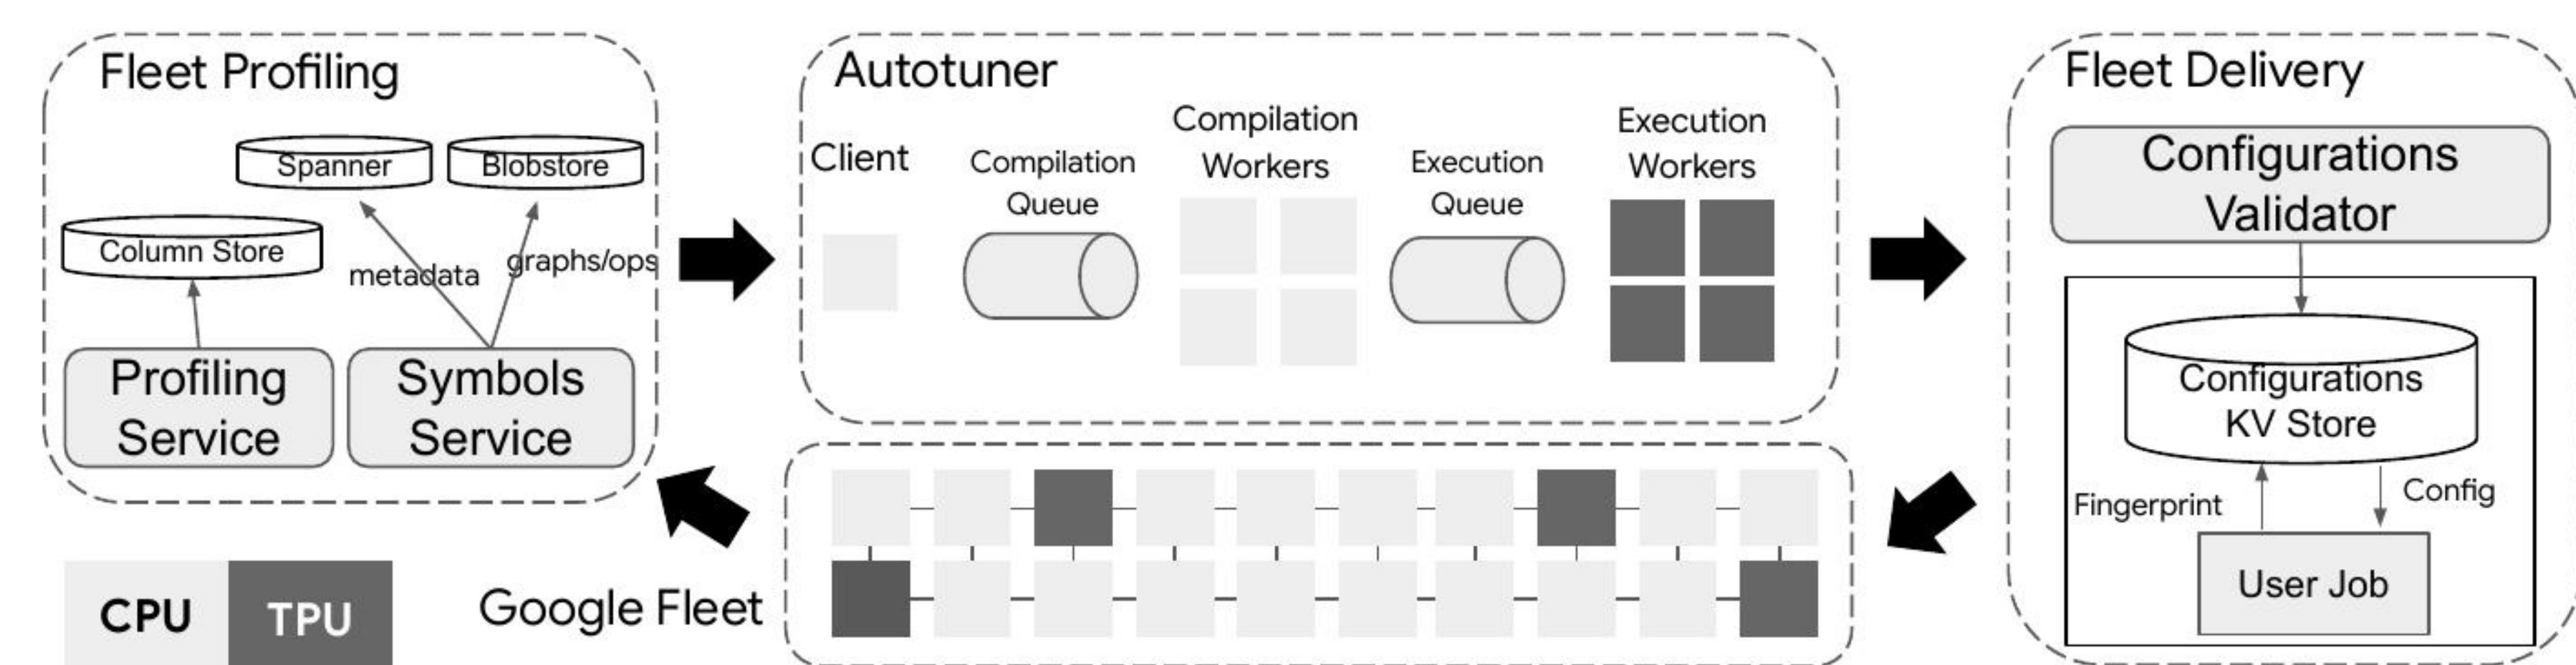 Fleet Profiling
Spanner
Blobstore
Column Store
metadata
graphs/ops
Profiling
Service
Symbols
Service
Autotuner
Client
Compilation
Queue
Compilation
Workers
Execution
Queue
Execution
Workers
Fleet Delivery
Configurations
Validator
Configurations
KV Store
Fingerprint
Config
User Job
CPU
TPU
Google Fleet